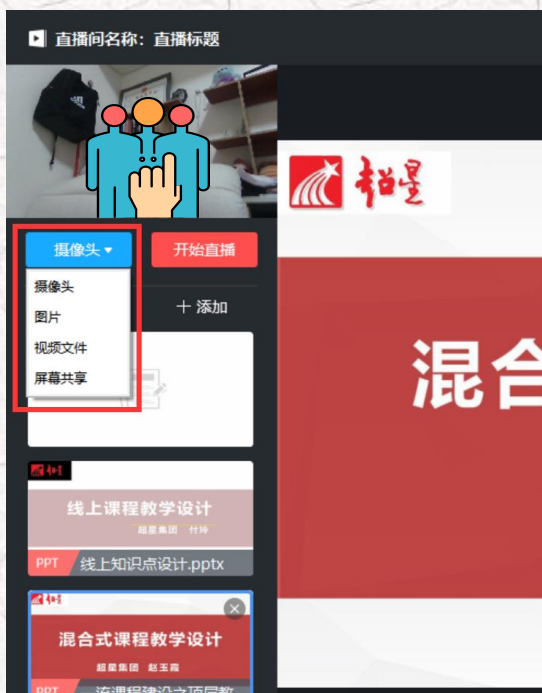 直播间名称：直播标题
超星
摄像头
开始直播
摄像头
图片
视频文件
屏幕共享
＋ 添加
混合
线上课程教学设计
超星集团 付玲
PPT 线上知识点设计.pptx
混合式课程教学设计
超星集团 赵玉霞
PPT 一流课程建设之顶层教